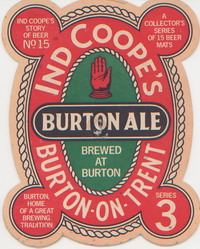 IND COOPE'S
STORY
OF BEER
No 15
A
COLLECTOR'S
SERIES
OF 15 BEER
MATS
IND COOPE'S
BURTON ALE
BREWED
AT
BURTON
BURTON-ON-TRENT
BURTON,
HOME
OF A GREAT
BREWING
TRADITION
SERIES
3